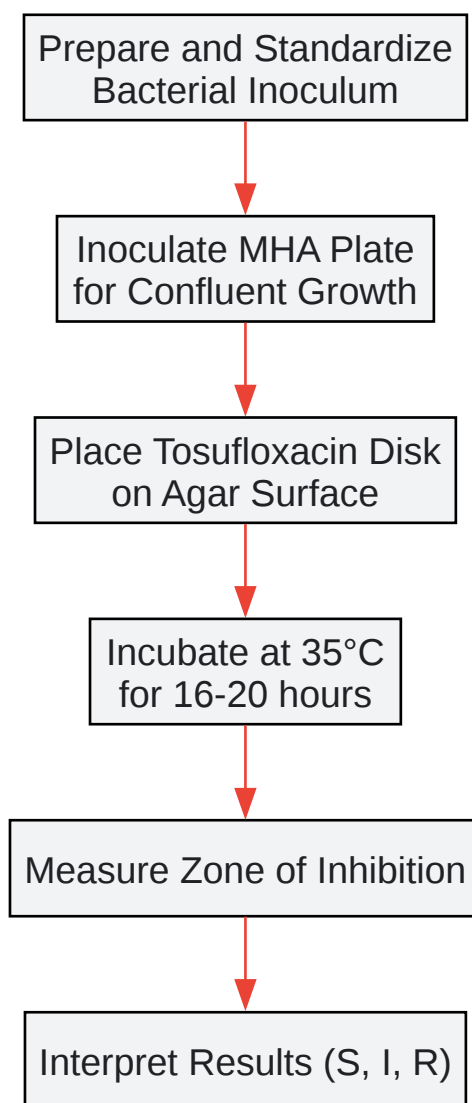 Prepare and Standardize
Bacterial Inoculum
Inoculate MHA Plate
for Confluent Growth
Place Tosufloxacin Disk
on Agar Surface
Incubate at 35°C
for 16-20 hours
Measure Zone of Inhibition
Interpret Results (S, I, R)